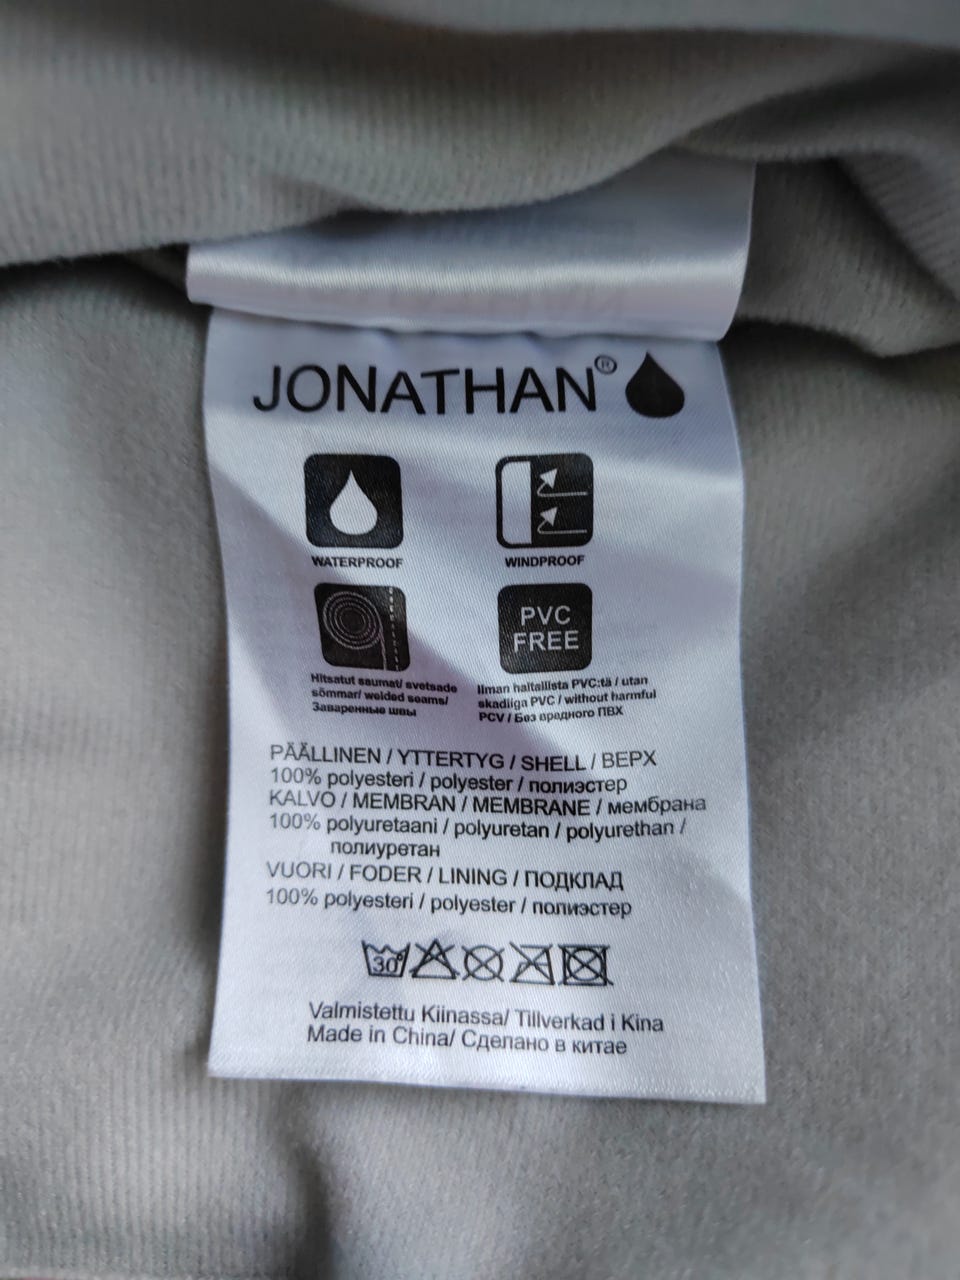 JONATHAN®
WATERPROOF
WINDPROOF
PVC
FREE
Hitsatut saumat/ svetsade
sömmar/ welded seams/
Заваренные швы
Ilman haitallista PVC:tä / utan
skadliga PVC / without harmful
PCV / Без вредного ПВХ
PÄÄLLINEN / YTTERTYG / SHELL / ВЕРХ
100% polyesteri / polyester / полиэстер
KALVO / MEMBRAN / MEMBRANE / мембрана
100% polyuretaani / polyuretan / polyurethan /
полиуретан
VUORI / FODER / LINING / ПОДКЛАД
100% polyesteri / polyester / полиэстер
30°
Valmistettu Kiinassa/ Tillverkad i Kina
Made in China/ Сделано в китае